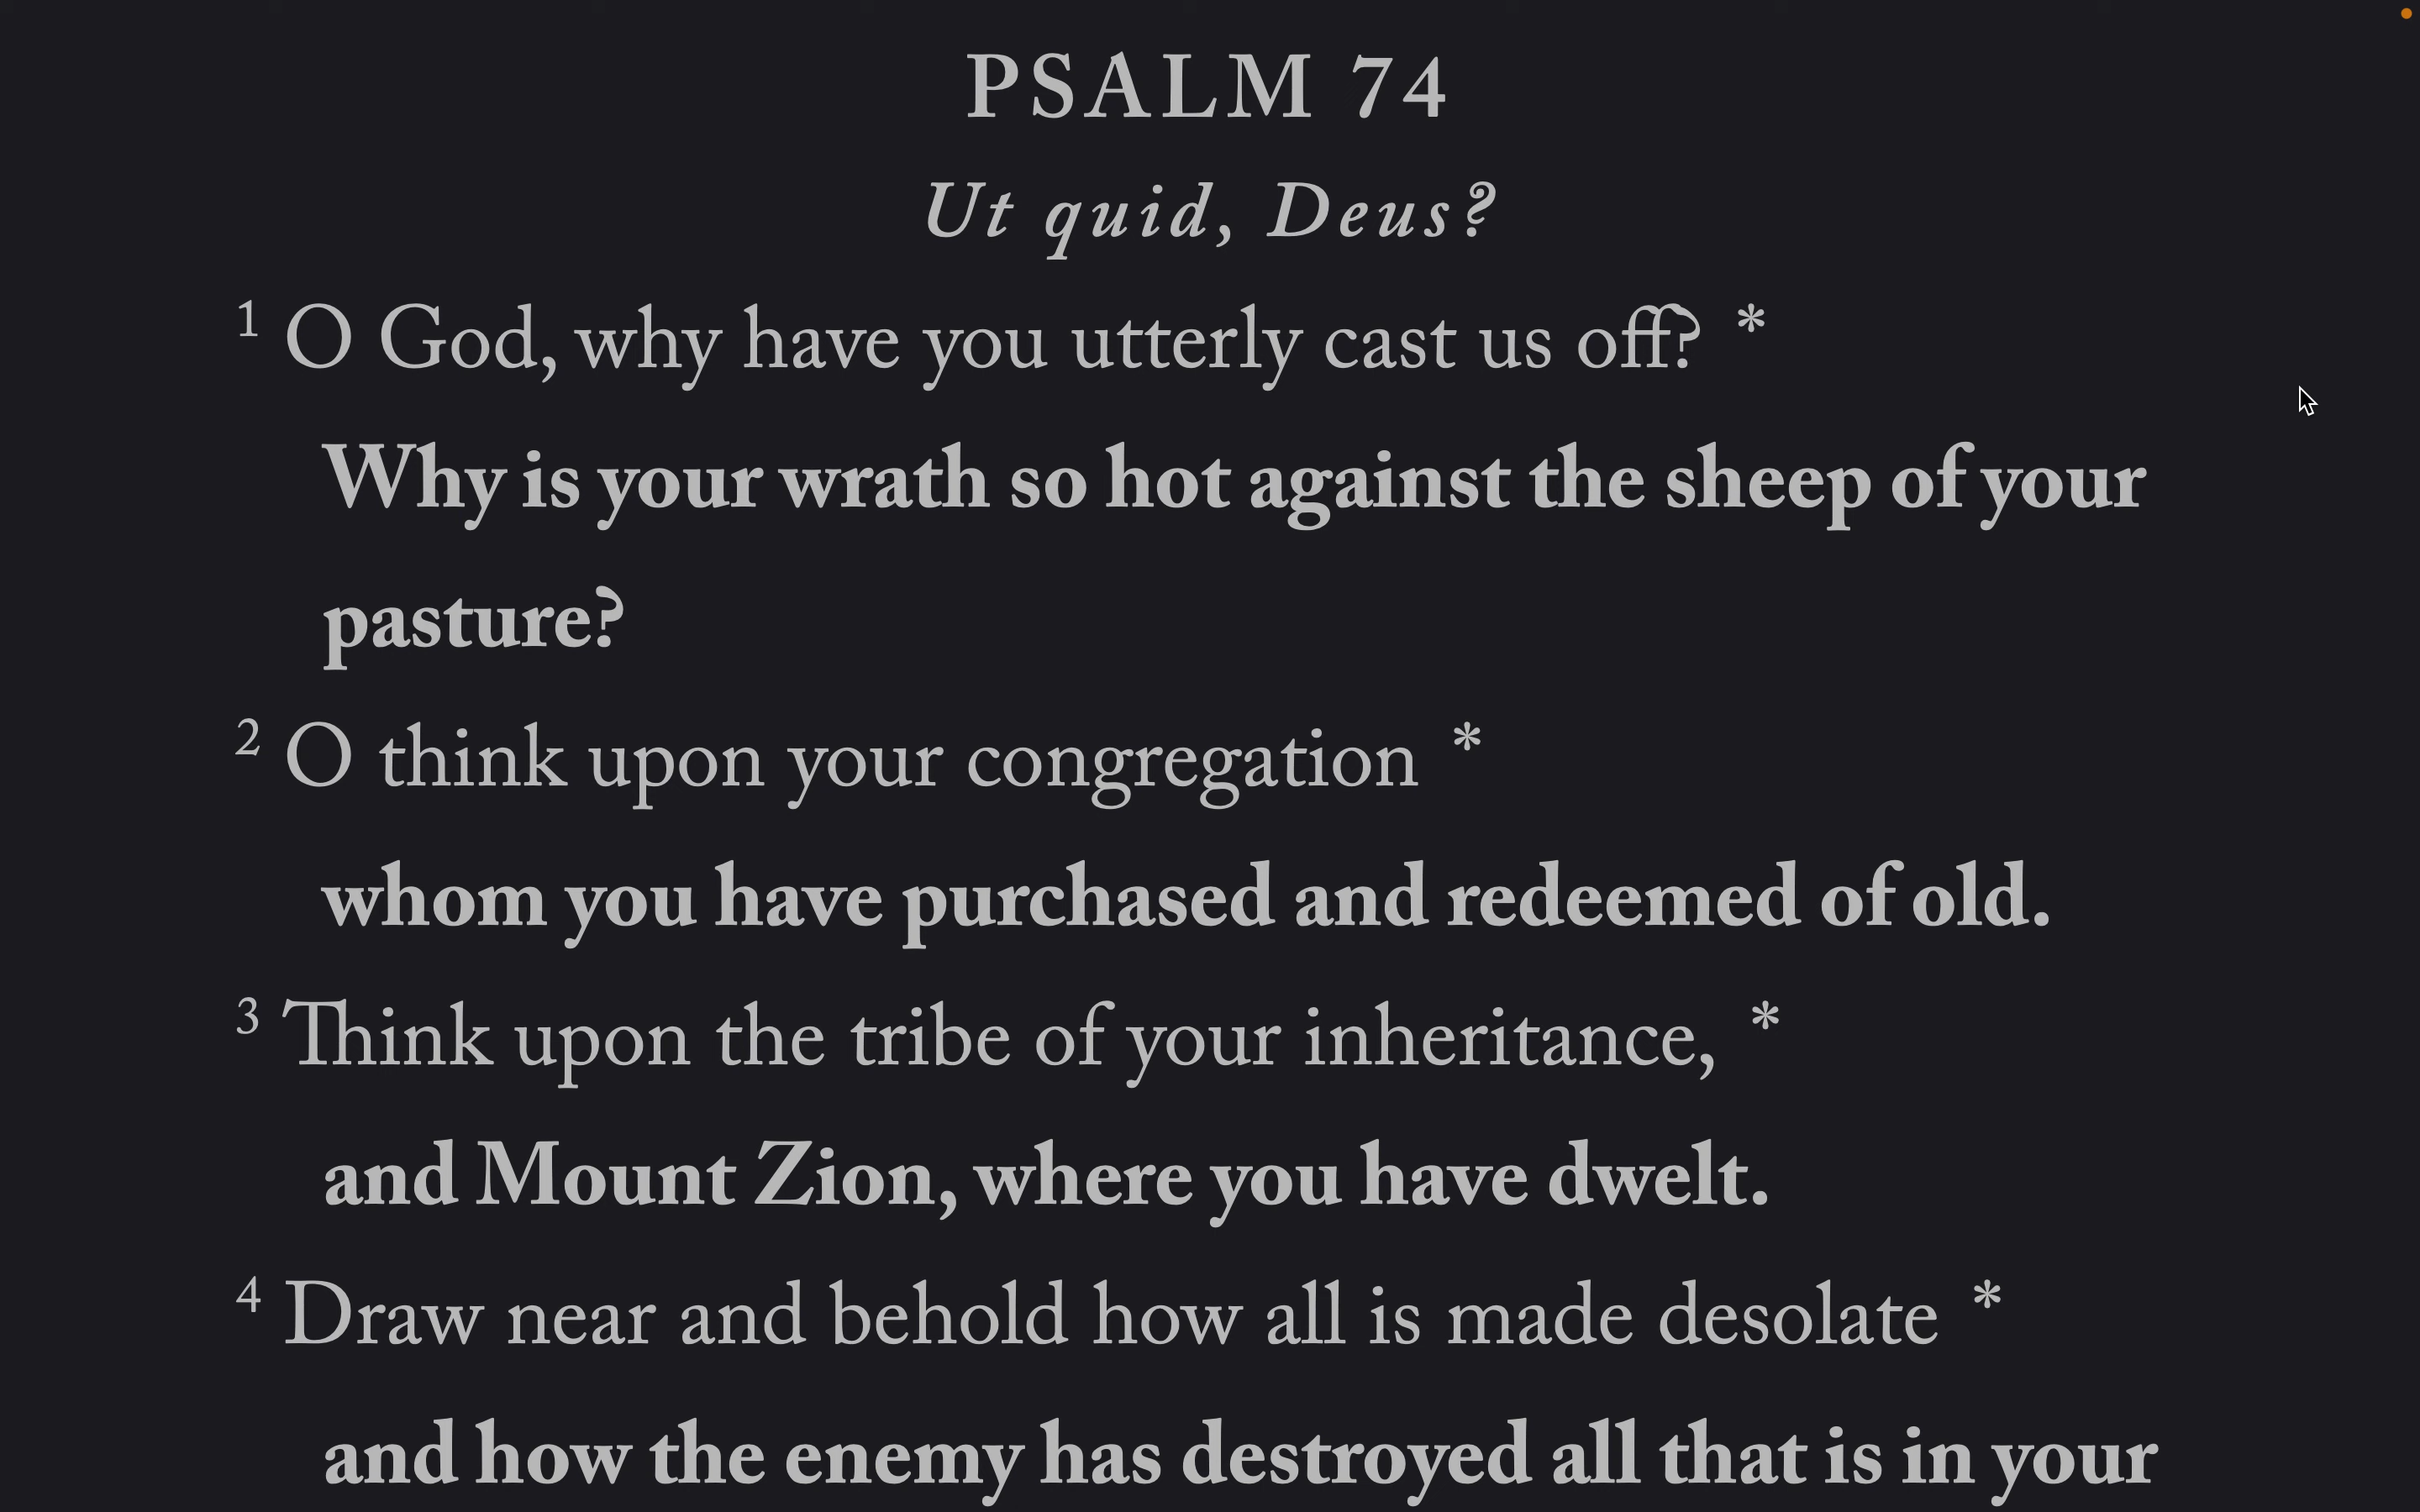 PSALM 74
Ut quid, Deus?
1 O God, why have you utterly cast us off? *
Why is your wrath so hot against the sheep of your
pasture?
2 O think upon your congregation *
whom you have purchased and redeemed of old.
3 Think upon the tribe of your inheritance, *
and Mount Zion, where you have dwelt.
4 Draw near and behold how all is made desolate *
and how the enemy has destroyed all that is in your